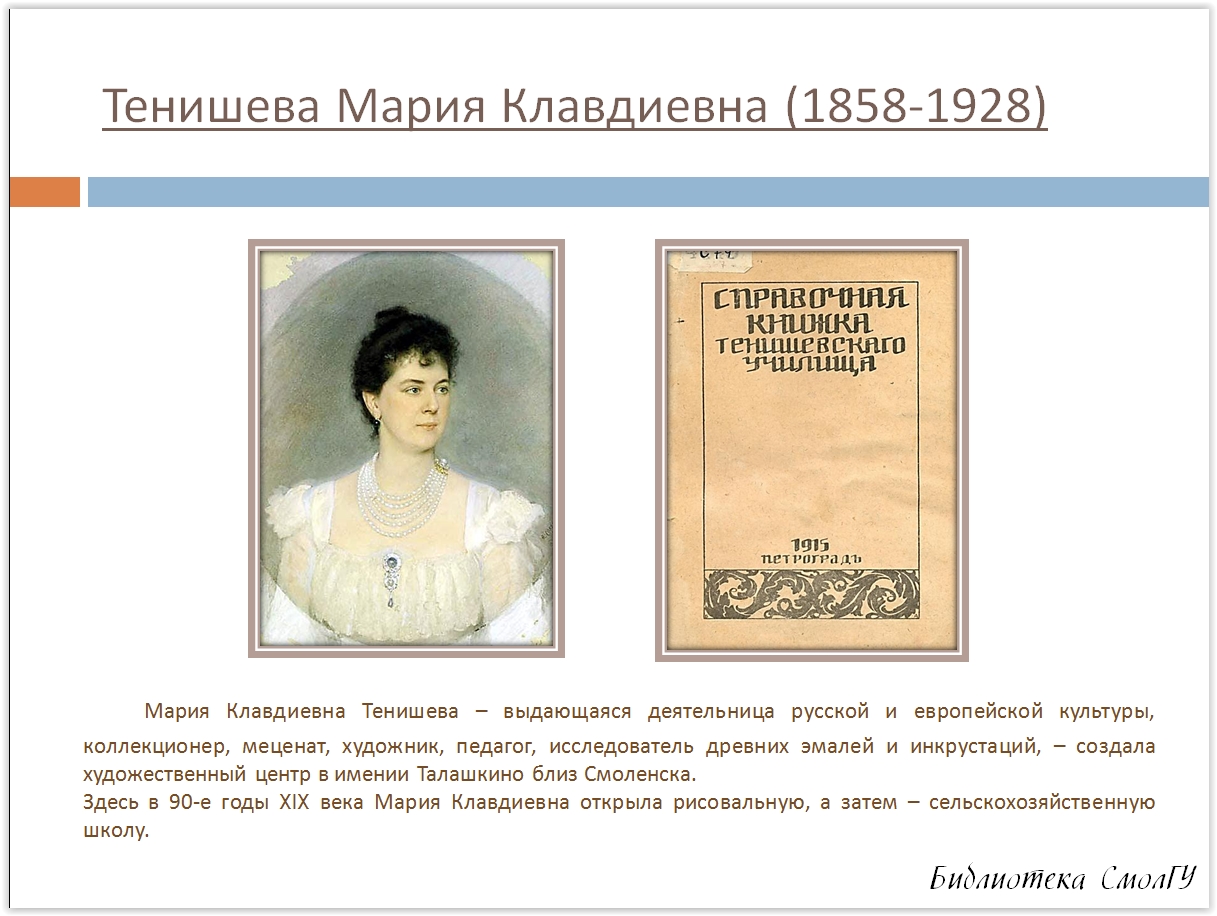 Тенишева Мария Клавдиевна (1858-1928)
СПРАВОЧНАЯ
КНИЖКА
ТЕНИШЕВСКАГО
УЧИЛИЩА
1915
ПЕТРОГРАДЪ
Мария Клавдиевна Тенишева – выдающаяся деятельница русской и европейской культуры,
коллекционер, меценат, художник, педагог, исследователь древних эмалей и инкрустаций, – создала
художественный центр в имении Талашкино близ Смоленска.
Здесь в 90-е годы XIX века Мария Клавдиевна открыла рисовальную, а затем – сельскохозяйственную
школу.
Библиотека СмолГУ